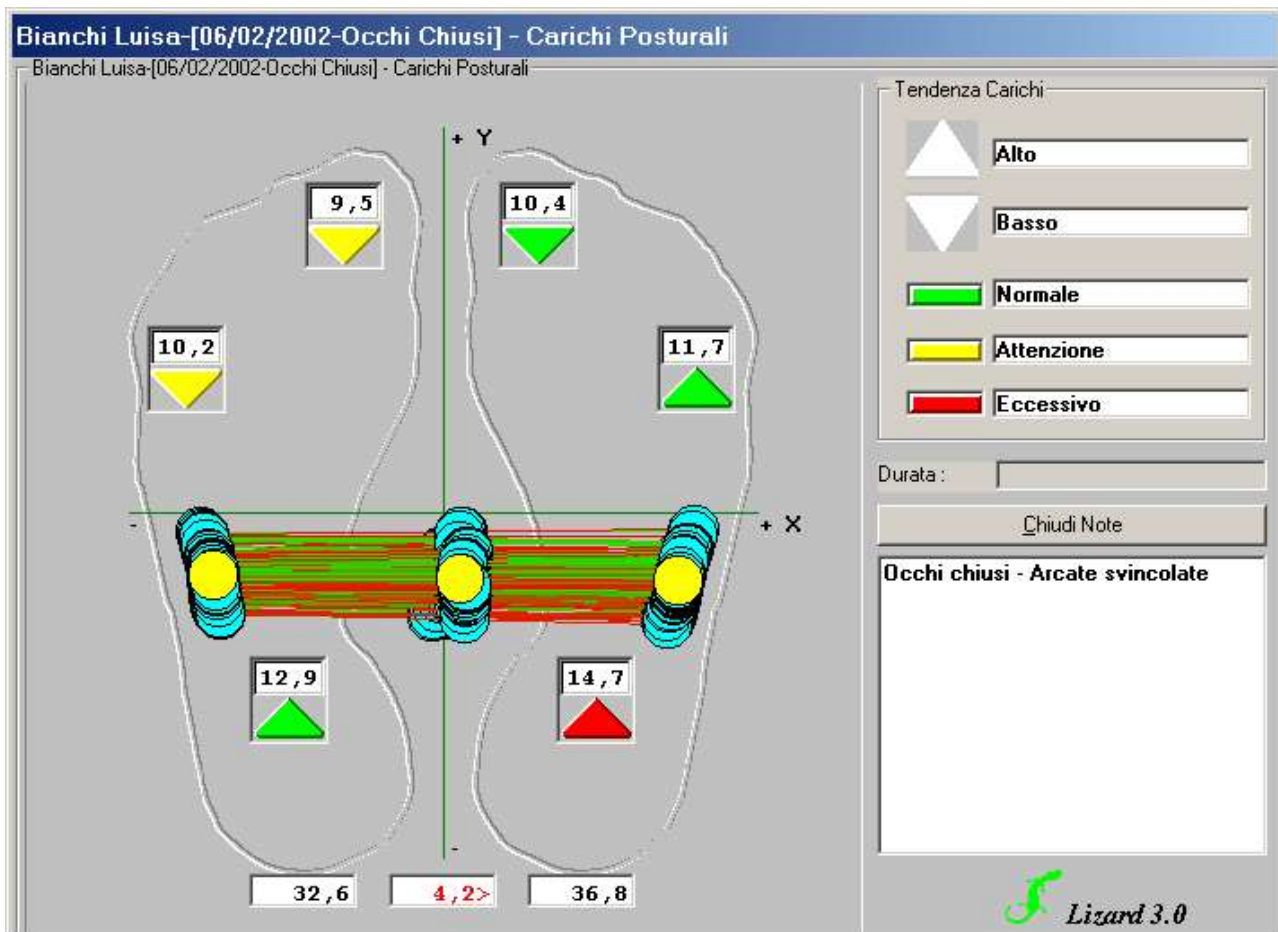 Bianchi Luisa-[06/02/2002-Occhi Chiusi] - Carichi Posturali
Bianchi Luisa-[06/02/2002-Occhi Chiusi] - Carichi Posturali
+ Y
9,5
10,4
10,2
11,7
-
+ X
12,9
14,7
-
32,6
4,2>
36,8
Tendenza Carichi
Alto
Basso
Normale
Attenzione
Eccessivo
Durata :
Chiudi Note
Occhi chiusi - Arcate svincolate
Lizard 3.0